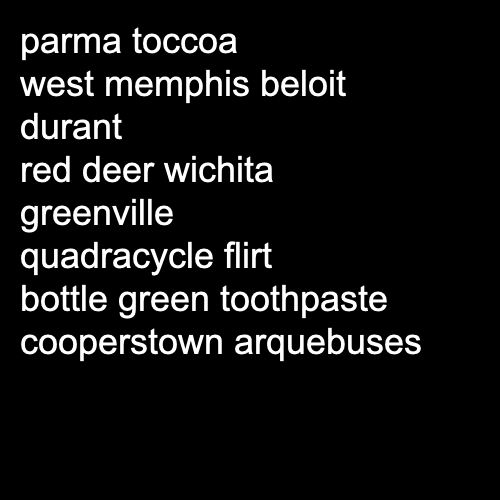 parma toccoa
west memphis beloit
durant
red deer wichita
greenville
quadracycle flirt
bottle green toothpaste
cooperstown arquebuses